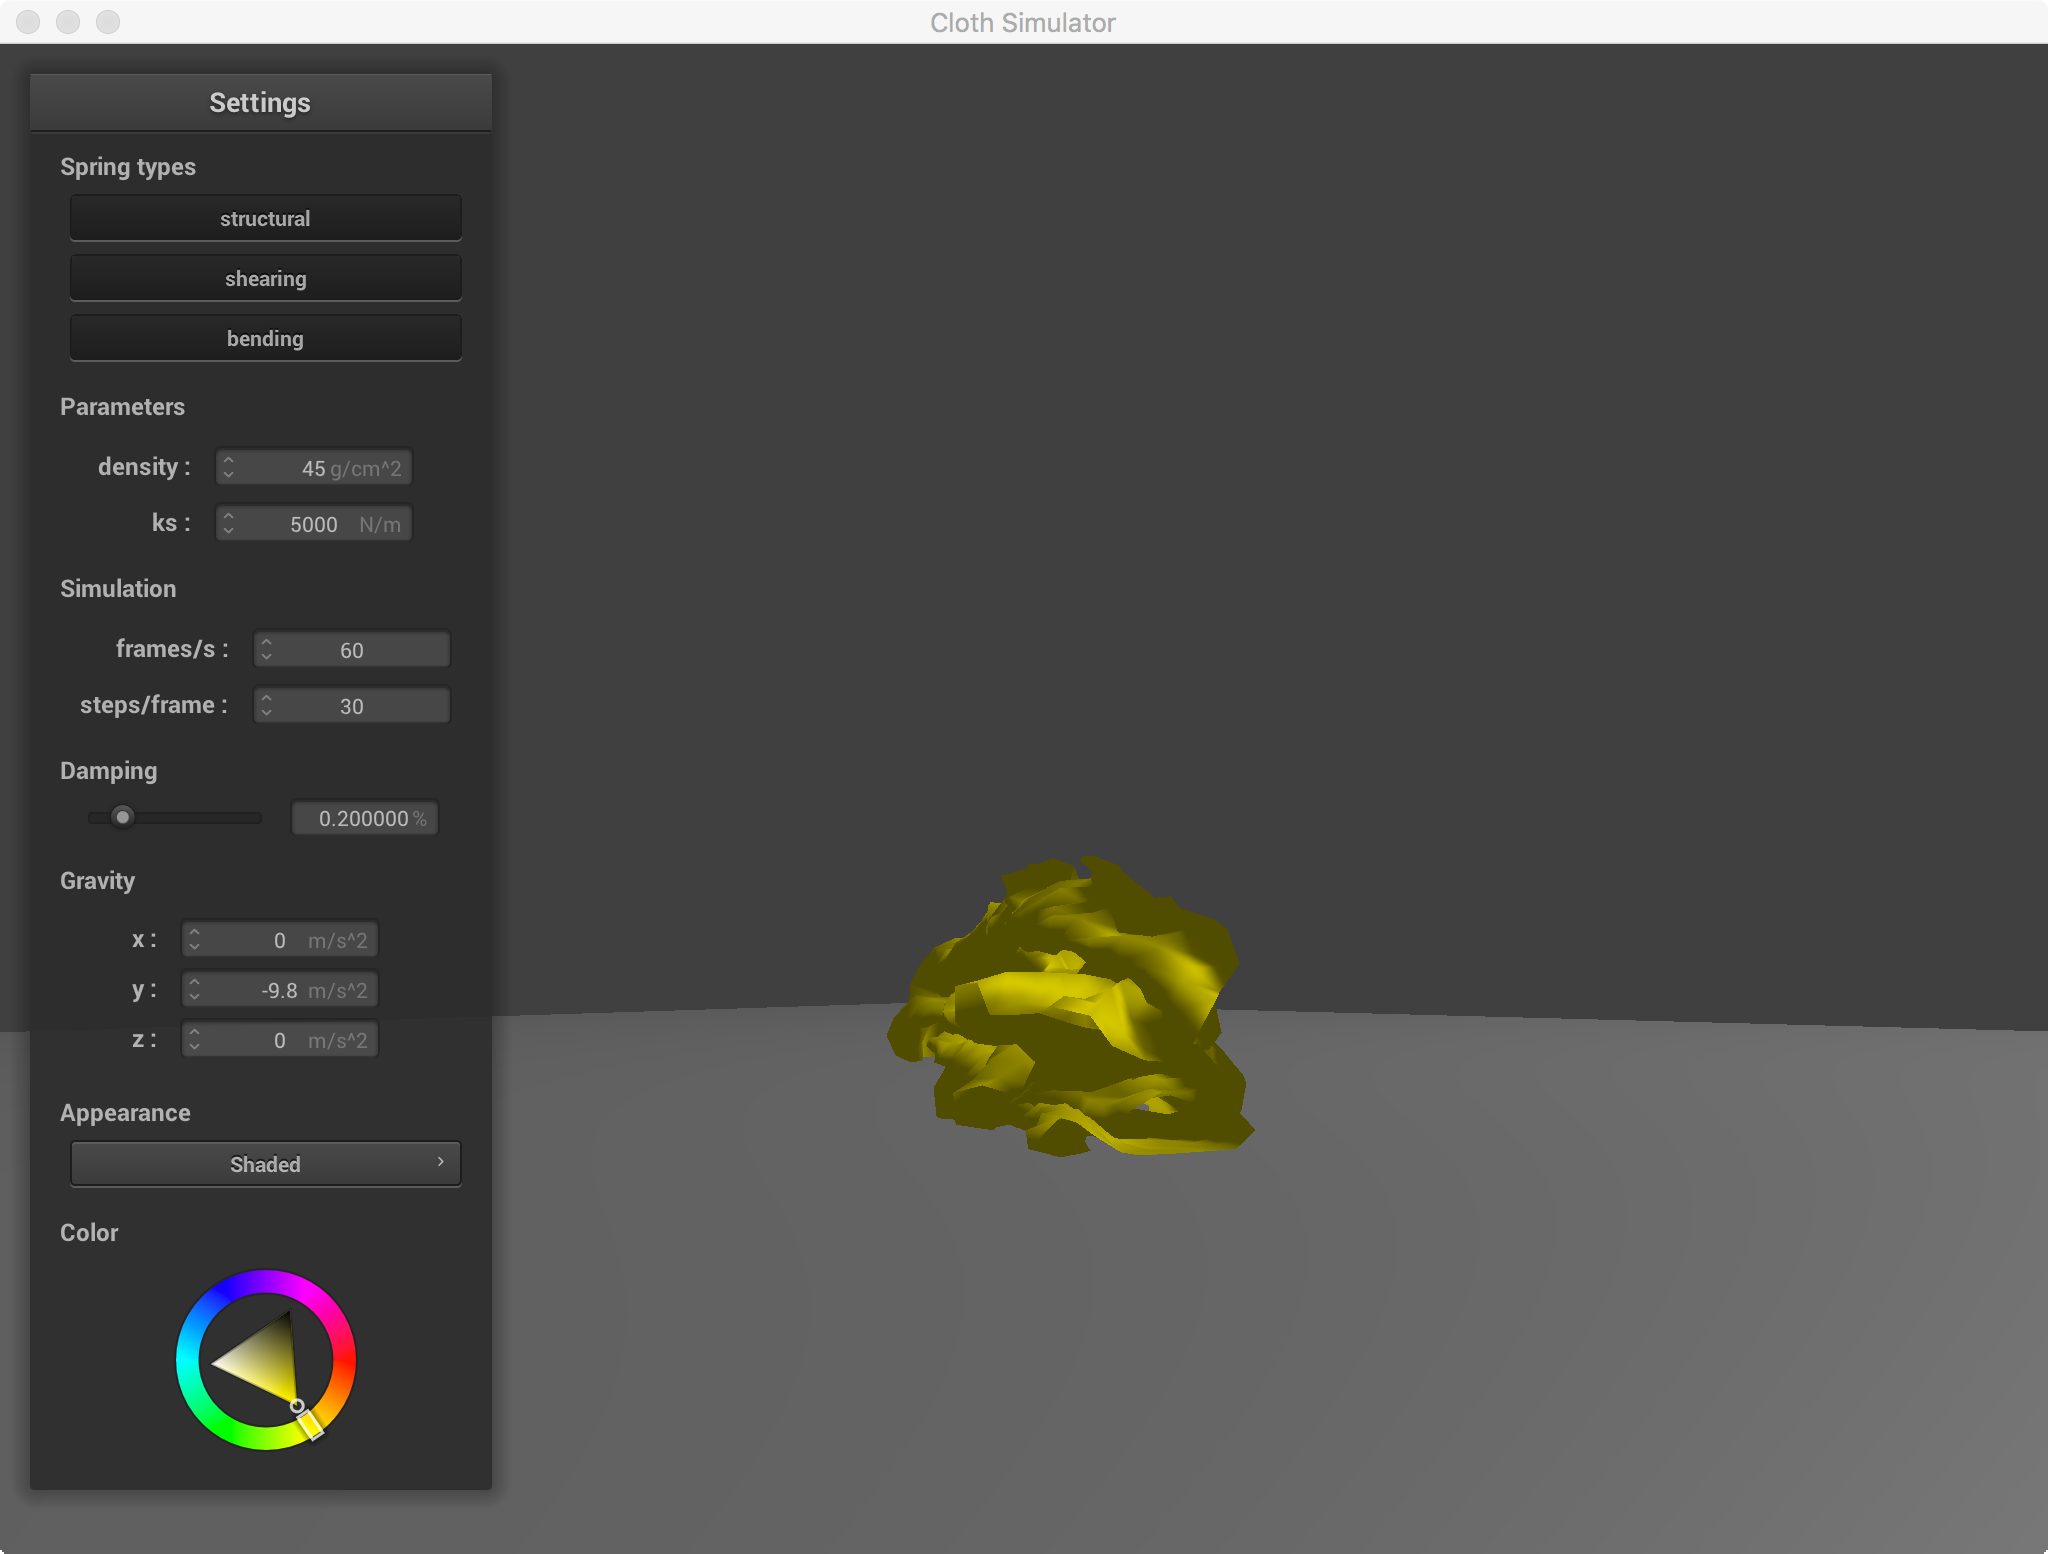 Cloth Simulator
Settings
Spring types
structural
shearing
bending
Parameters
density : 45 g/cm^2
ks : 5000 N/m
Simulation
frames/s : 60
steps/frame : 30
Damping
0.200000 %
Gravity
x : 0 m/s^2
y : -9.8 m/s^2
z : 0 m/s^2
Appearance
Shaded
Color